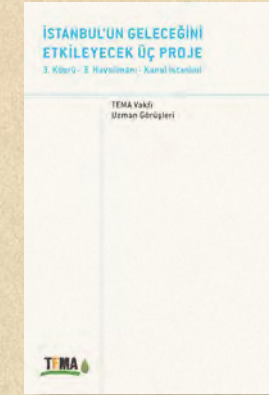 İSTANBUL'UN GELECEĞİNİ
ETKİLEYECEK ÜÇ PROJE
3. Köprü - 3. Havalimanı - Kanal İstanbul
TEMA Vakfı
Uzman Görüşleri
TEMA